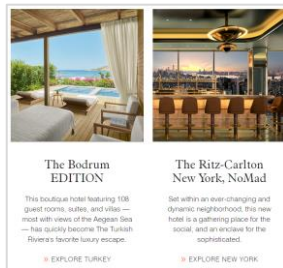 The Bodrum
EDITION
This boutique hotel featuring 108
guest rooms, suites, and villas —
most with views of the Aegean Sea
— has quickly become The Turkish
Riviera's favorite luxury escape.
» EXPLORE TURKEY
The Ritz-Carlton
New York, NoMad
Set within an ever-changing and
dynamic neighborhood, this new
hotel is a gathering place for the
social, and an enclave for the
sophisticated.
» EXPLORE NEW YORK